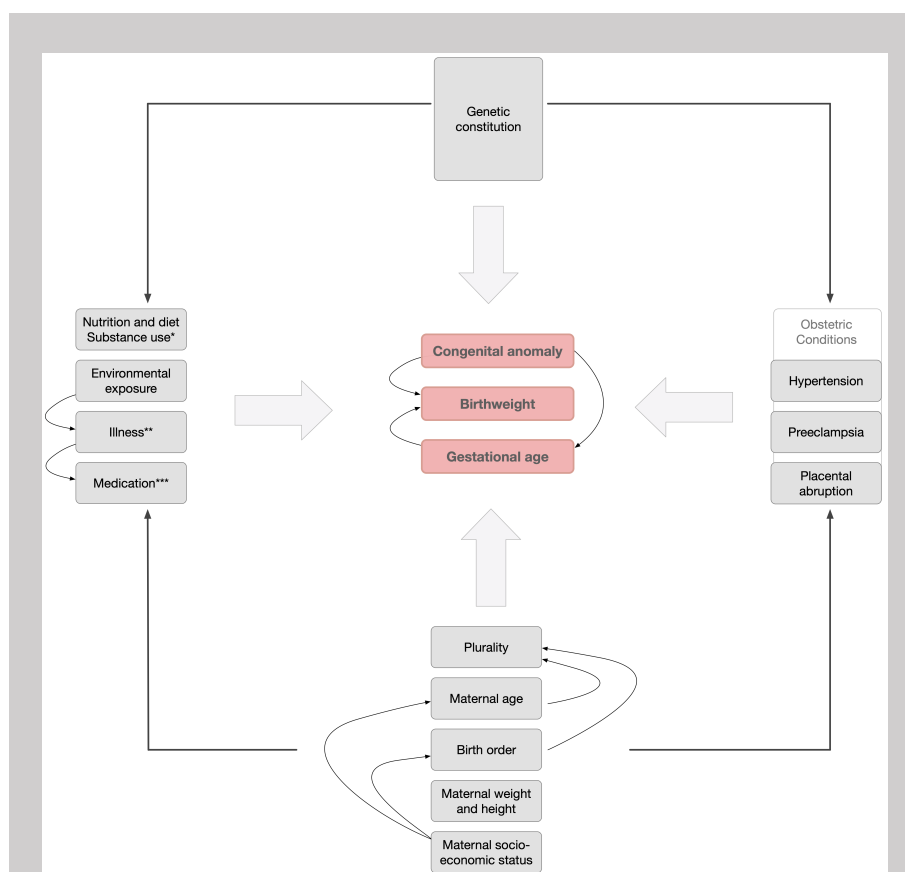 Genetic
constitution
Nutrition and diet
Substance use*
Environmental
exposure
Illness**
Medication***
Congenital anomaly
Birthweight
Gestational age
Obstetric
Conditions
Hypertension
Preeclampsia
Placental
abruption
Plurality
Maternal age
Birth order
Maternal weight
and height
Maternal socio-
economic status